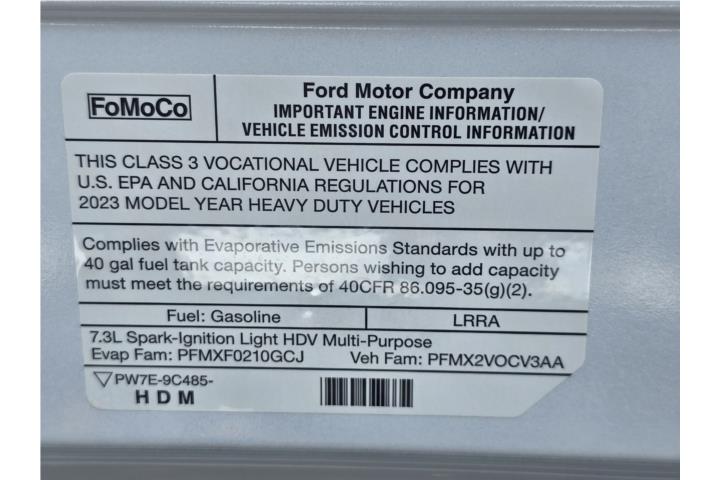 FoMoCo
Ford Motor Company
IMPORTANT ENGINE INFORMATION/
VEHICLE EMISSION CONTROL INFORMATION
THIS CLASS 3 VOCATIONAL VEHICLE COMPLIES WITH
U.S. EPA AND CALIFORNIA REGULATIONS FOR
2023 MODEL YEAR HEAVY DUTY VEHICLES
Complies with Evaporative Emissions Standards with up to
40 gal fuel tank capacity. Persons wishing to add capacity
must meet the requirements of 40CFR 86.095-35(g)(2).
Fuel: Gasoline LRRA
7.3L Spark-Ignition Light HDV Multi-Purpose
Evap Fam: PFMXF0210GCJ Veh Fam: PFMX2VOCV3AA
PW7E-9C485-
HDM